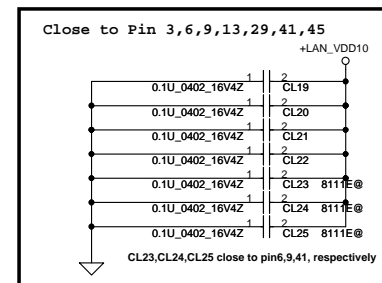 Close to Pin 3,6,9,13,29,41,45
+LAN_VDD10
1 2
0.1U_0402_16V4Z CL19
1 2
0.1U_0402_16V4Z CL20
1 2
0.1U_0402_16V4Z CL21
1 2
0.1U_0402_16V4Z CL22
1 2
0.1U_0402_16V4Z CL23 8111E@
1 2
0.1U_0402_16V4Z CL24 8111E@
1 2
0.1U_0402_16V4Z CL25 8111E@
CL23,CL24,CL25 close to pin6,9,41, respectively